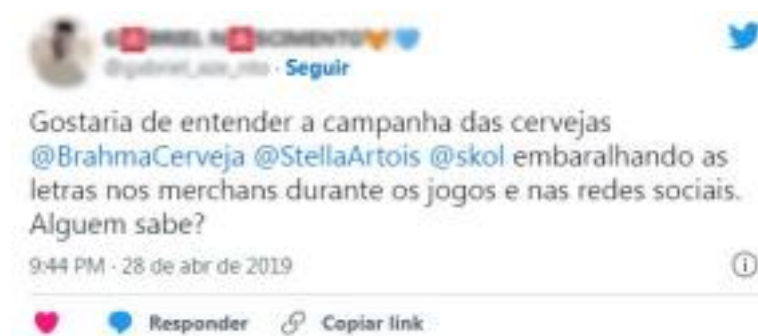 Seguir
Gostaria de entender a campanha das cervejas
@BrahmaCerveja @StellaArtois @skol embaralhando as
letras nos merchans durante os jogos e nas redes sociais.
Alguem sabe?
9:44 PM · 28 de abr de 2019
Responder Copiar link